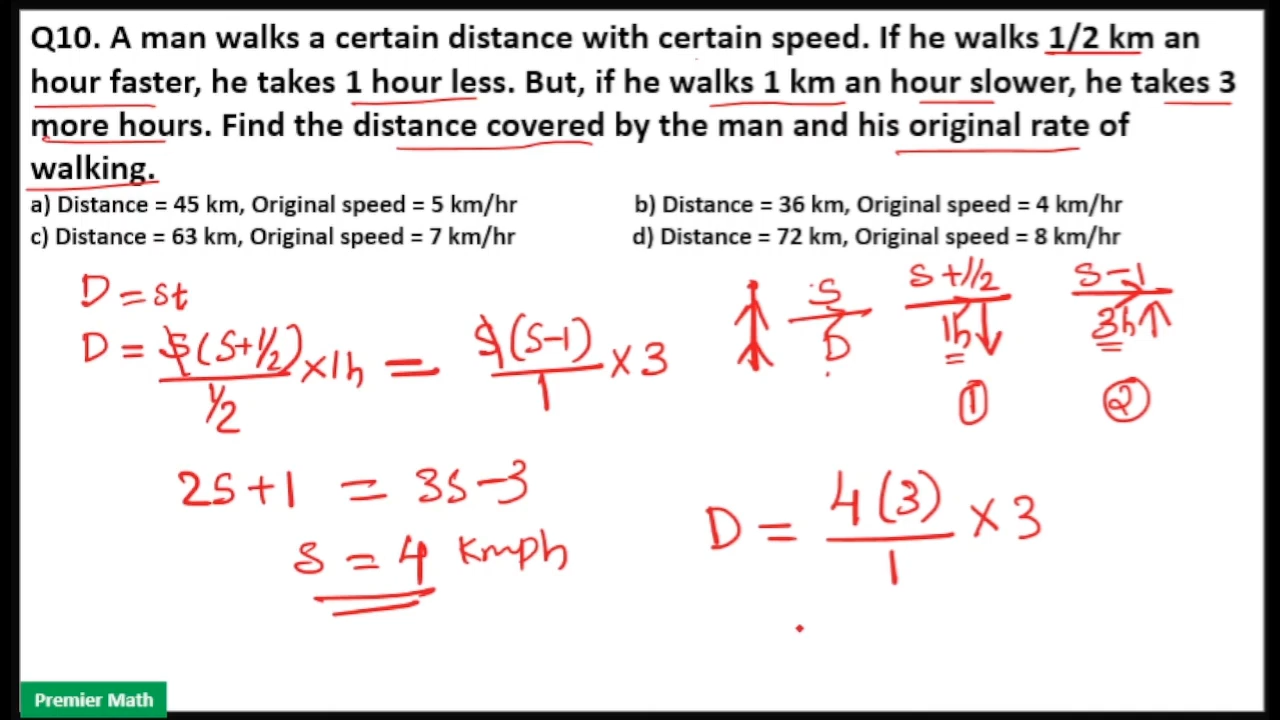 Q10. A man walks a certain distance with certain speed. If he walks 1/2 km an
hour faster, he takes 1 hour less. But, if he walks 1 km an hour slower, he takes 3
more hours. Find the distance covered by the man and his original rate of
walking.
a) Distance = 45 km, Original speed = 5 km/hr
b) Distance = 36 km, Original speed = 4 km/hr
c) Distance = 63 km, Original speed = 7 km/hr
d) Distance = 72 km, Original speed = 8 km/hr
D = st
D = S(S+1/2) / 1/2 × 1h = S(S-1) / 1 × 3
2S+1 = 3S-3
S = 4 Kmph
S
D
S+1/2
1h ↓
①
S-1
3h ↑
②
D = 4(3) / 1 × 3
Premier Math